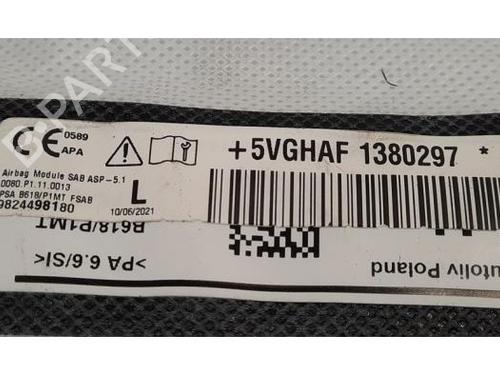 B-PARTS
CE 0589
APA
Airbag Module SAB ASP-5.1
0080.P1.11.0013
PSA B618/P1MT FSAB
9824498180
L
10/06/2021
+5VGHAF 1380297 *
B618/P1MT
>PA 6.6/SI<
utoliv Poland